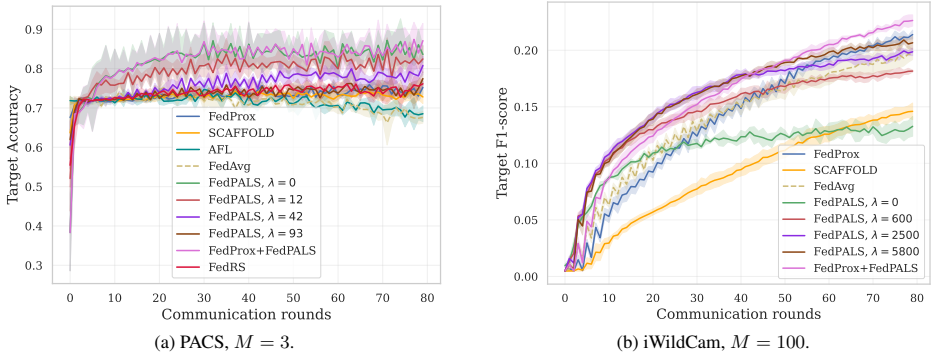 0.9
0.8
0.7
0.6
0.5
0.4
0.3
Target Accuracy
FedProx
SCAFFOLD
AFL
FedAvg
FedPALS, λ = 0
FedPALS, λ = 12
FedPALS, λ = 42
FedPALS, λ = 93
FedProx+FedPALS
FedRS
0 10 20 30 40 50 60 70 80
Communication rounds
(a) PACS, M = 3.
0.20
0.15
0.10
0.05
0.00
Target F1-score
FedProx
SCAFFOLD
FedAvg
FedPALS, λ = 0
FedPALS, λ = 600
FedPALS, λ = 2500
FedPALS, λ = 5800
FedProx+FedPALS
0 10 20 30 40 50 60 70 80
Communication rounds
(b) iWildCam, M = 100.